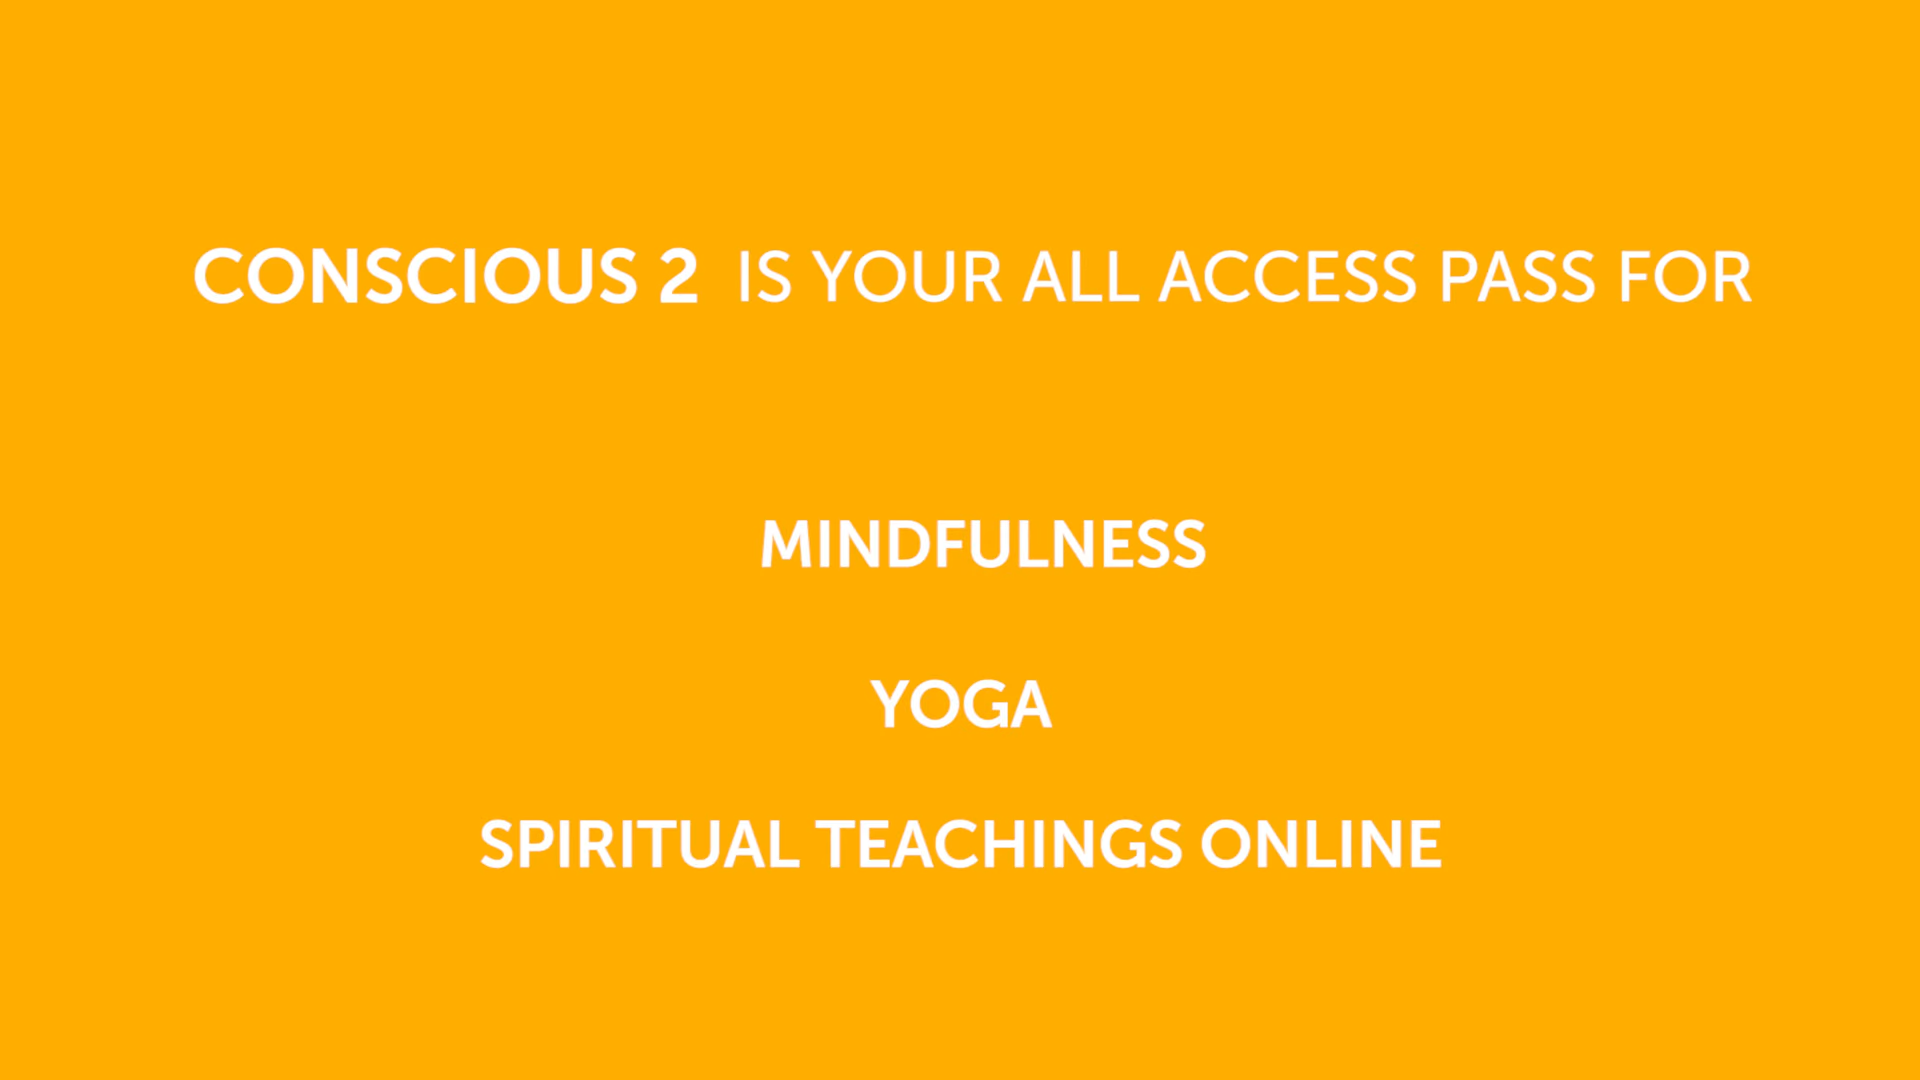 CONSCIOUS 2 IS YOUR ALL ACCESS PASS FOR
MINDFULNESS
YOGA
SPIRITUAL TEACHINGS ONLINE